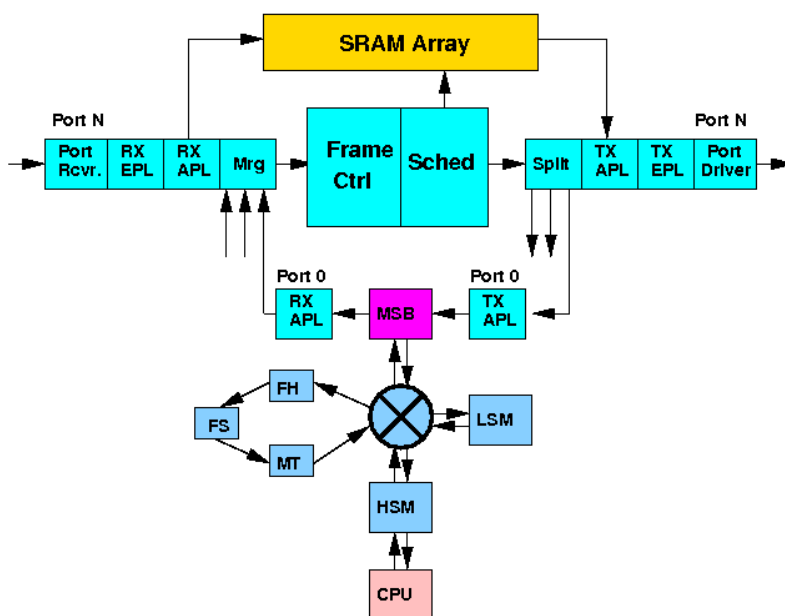 SRAM Array
Port N
Port N
Port
Rcvr.
RX
EPL
RX
APL
Mrg
Frame
Ctrl
Sched
Split
TX
APL
TX
EPL
Port
Driver
Port 0
Port 0
RX
APL
MSB
TX
APL
FH
FS
LSM
MT
HSM
CPU